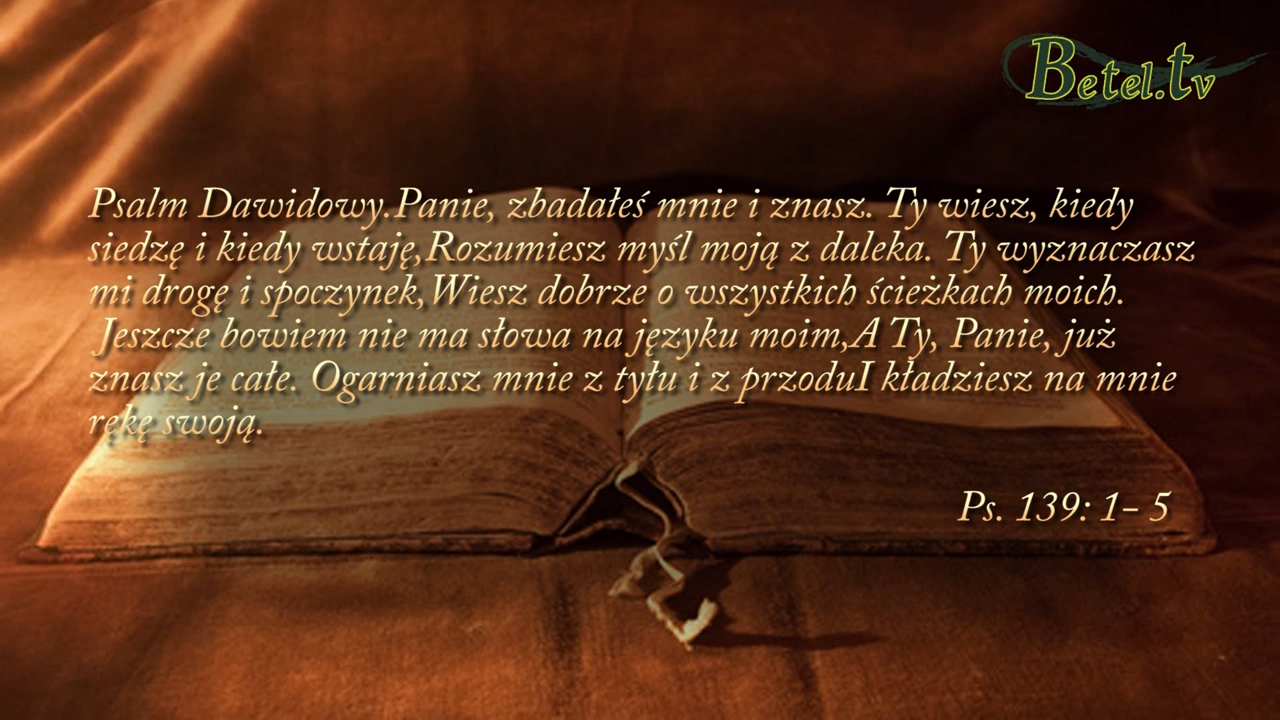 Betel.tv
Psalm Dawidowy.Panie, zbadałeś mnie i znasz. Ty wiesz, kiedy
siedzę i kiedy wstaję,Rozumiesz myśl moją z daleka. Ty wyznaczasz
mi drogę i spoczynek,Wiesz dobrze o wszystkich ścieżkach moich.
Jeszcze bowiem nie ma słowa na języku moim,A Ty, Panie, już
znasz je całe. Ogarniasz mnie z tyłu i z przoduI kładziesz na mnie
rękę swoją.
Ps. 139: 1- 5